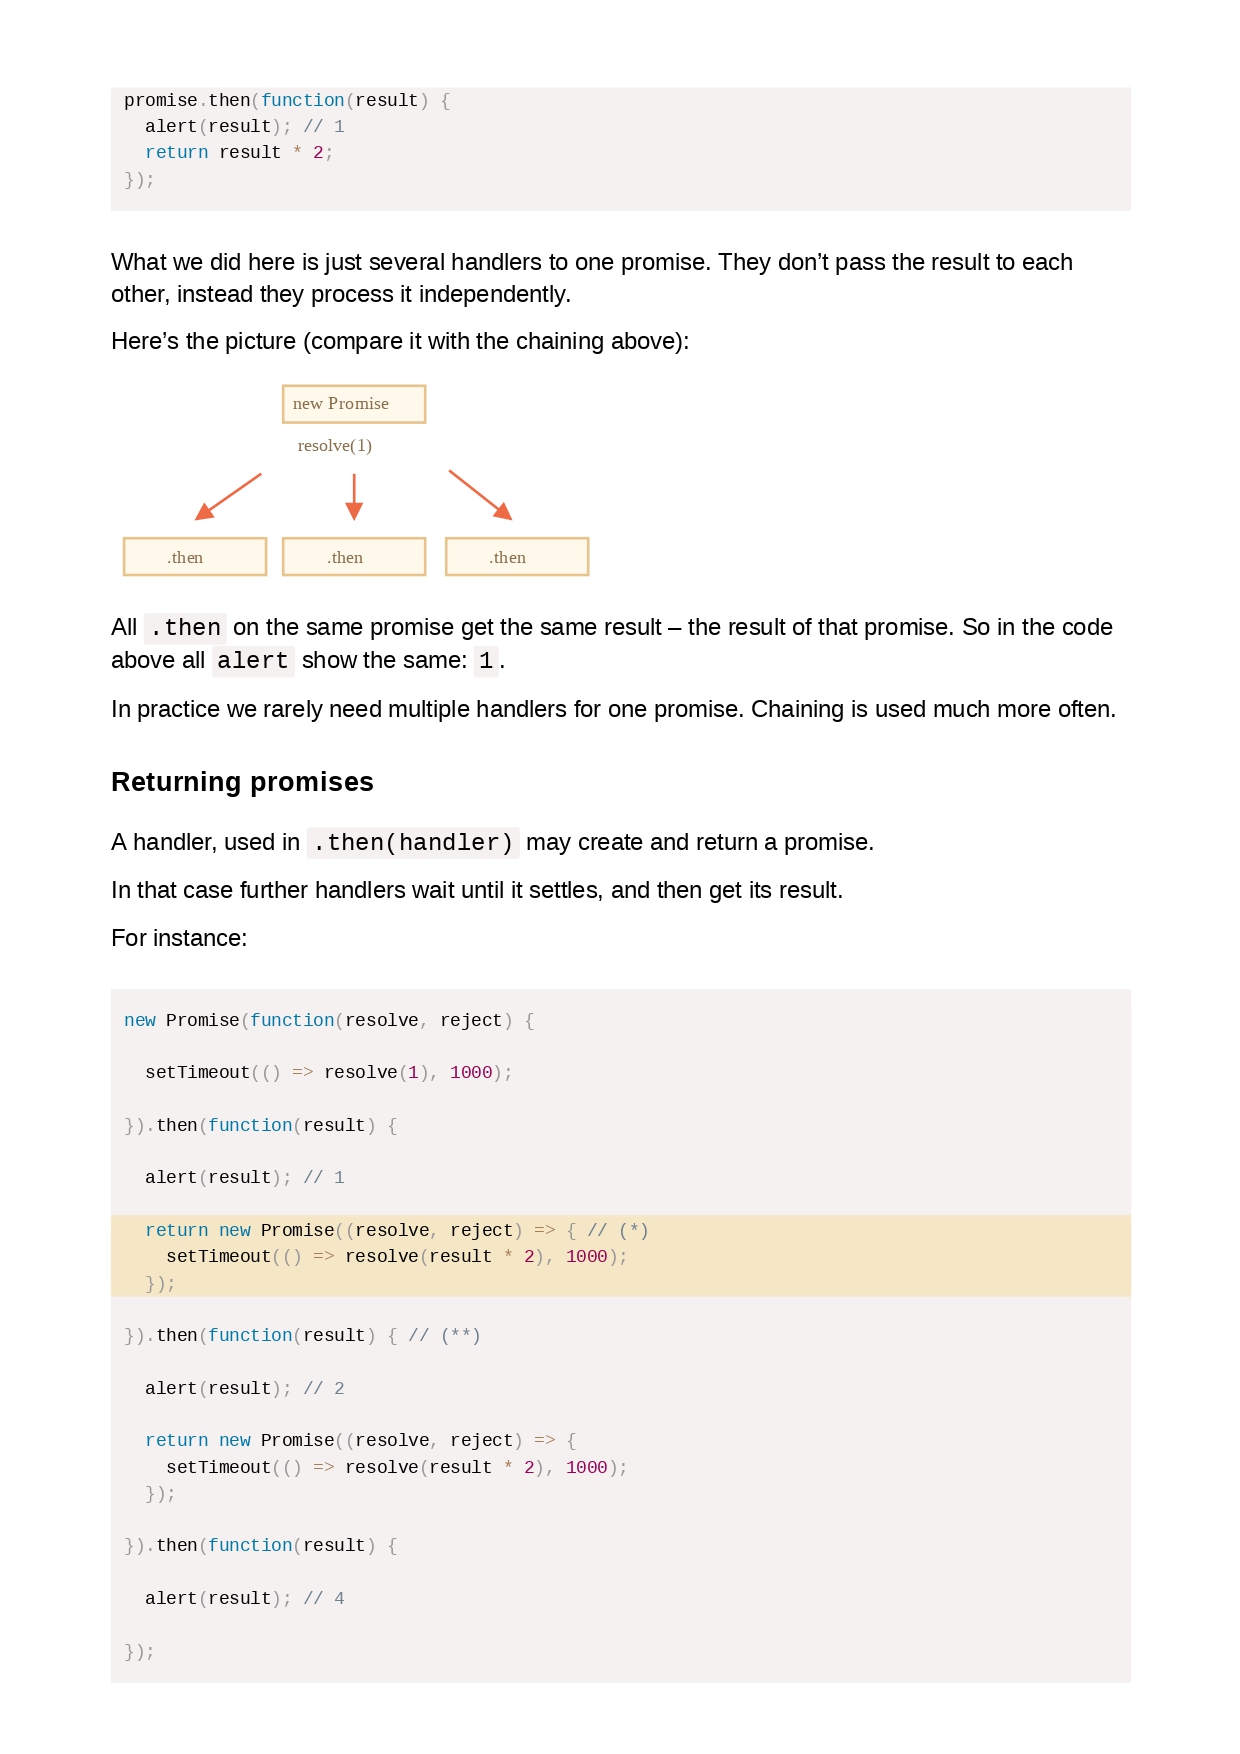 promise.then(function(result) {
  alert(result); // 1
  return result * 2;
});
What we did here is just several handlers to one promise. They don’t pass the result to each
other, instead they process it independently.
Here’s the picture (compare it with the chaining above):
new Promise
resolve(1)
.then .then .then
All .then on the same promise get the same result – the result of that promise. So in the code
above all alert show the same: 1.
In practice we rarely need multiple handlers for one promise. Chaining is used much more often.
Returning promises
A handler, used in .then(handler) may create and return a promise.
In that case further handlers wait until it settles, and then get its result.
For instance:
new Promise(function(resolve, reject) {
  setTimeout(() => resolve(1), 1000);
}).then(function(result) {
  alert(result); // 1
  return new Promise((resolve, reject) => { // (*)
    setTimeout(() => resolve(result * 2), 1000);
  });
}).then(function(result) { // (**)
  alert(result); // 2
  return new Promise((resolve, reject) => {
    setTimeout(() => resolve(result * 2), 1000);
  });
}).then(function(result) {
  alert(result); // 4
});